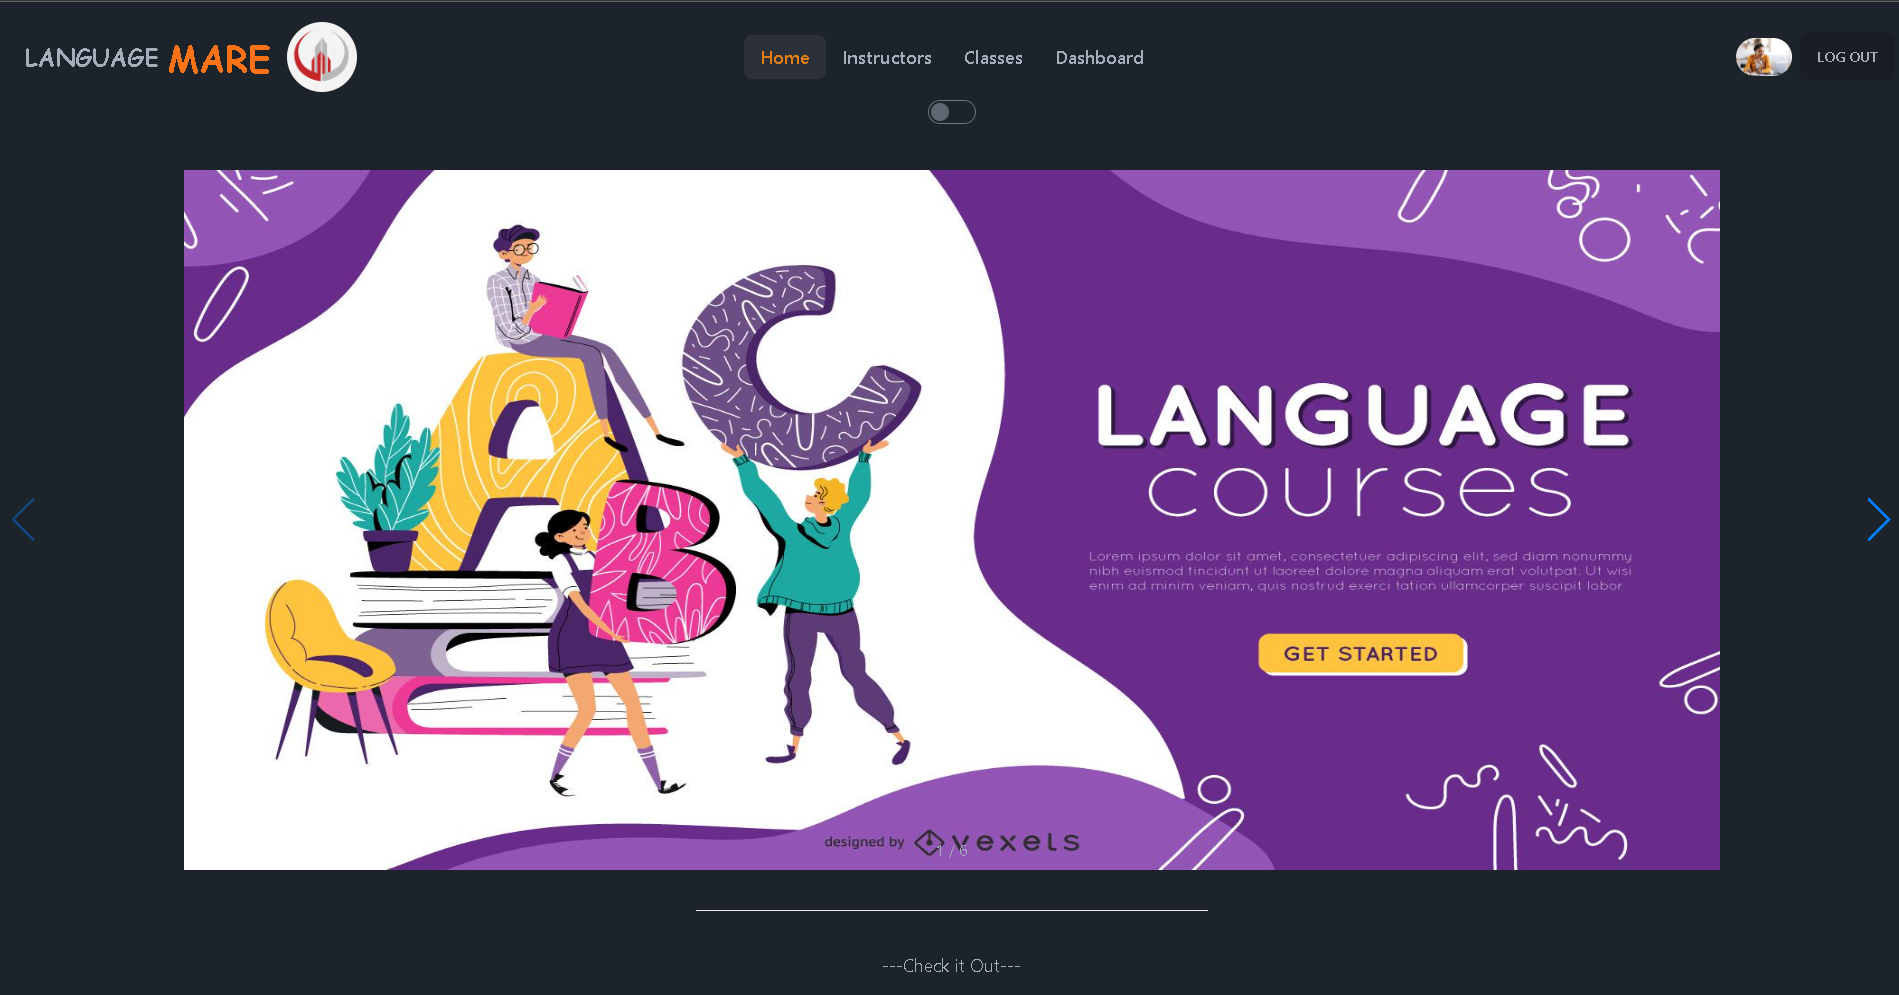 LANGUAGE MARE
Home Instructors Classes Dashboard
LOG OUT
LANGUAGE
courses
Lorem ipsum dolor sit amet, consectetuer adipiscing elit, sed diam nonummy
nibh euismod tincidunt ut laoreet dolore magna aliquam erat volutpat. Ut wisi
enim ad minim veniam, quis nostrud exerci tation ullamcorper suscipit lobor
GET STARTED
ABC
designed by vexels
1 / 6
---Check it Out---